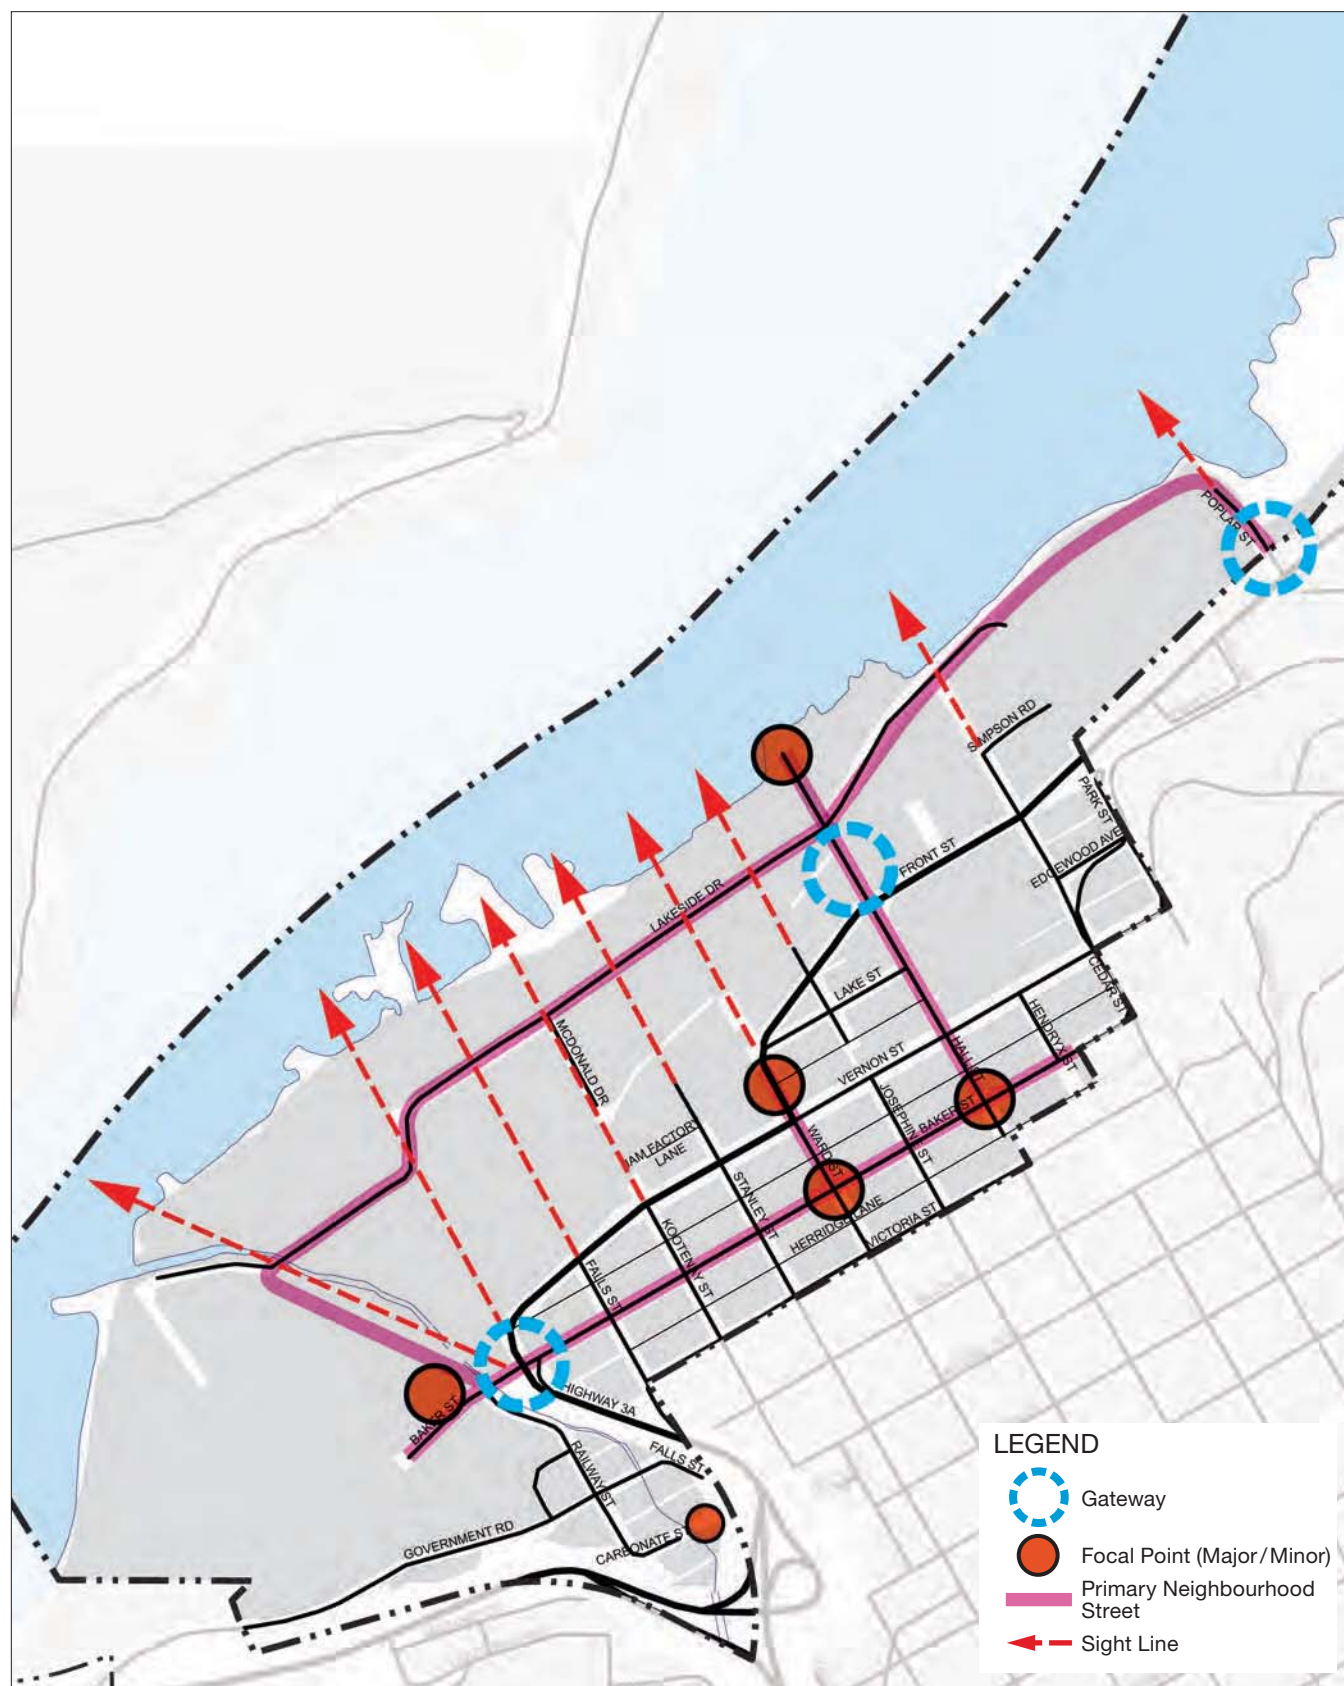 POPLAR ST
SIMPSON RD
PARK ST
FRONT ST
EDGEWOOD AVE
LAKESIDE DR
LAKE ST
CEDAR ST
HENDRYX ST
MCDONALD DR
VERNON ST
HALL ST
JOSEPHINE ST
BAKER ST
JAM FACTORY
LANE
WARD ST
STANLEY ST
HERRIDGE LANE
VICTORIA ST
KOOTENAY ST
FALLS ST
HIGHWAY 3A
BAKER ST
RAILWAY ST
FALLS ST
GOVERNMENT RD
CARBONATE S
LEGEND
Gateway
Focal Point (Major/Minor)
Primary Neighbourhood
Street
Sight Line